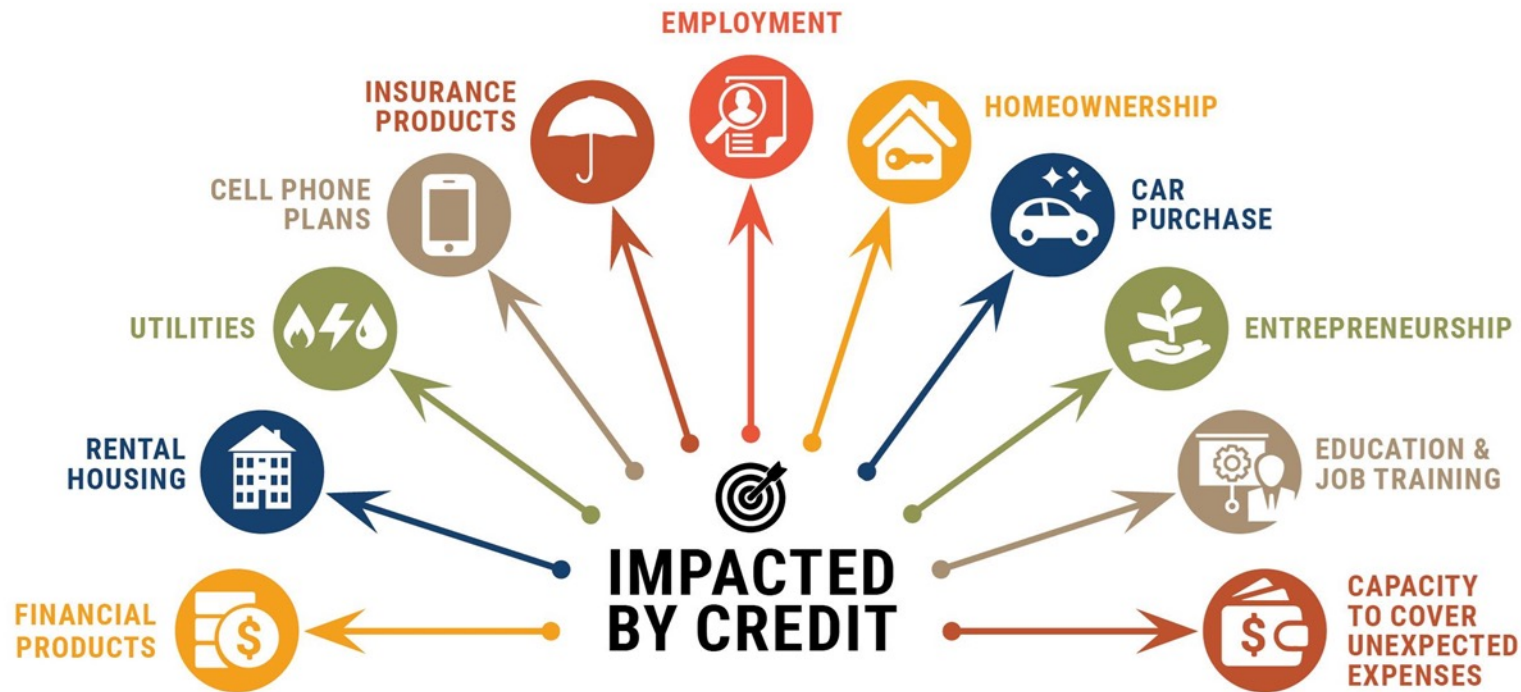 EMPLOYMENT
INSURANCE
PRODUCTS
HOMEOWNERSHIP
CELL PHONE
PLANS
CAR
PURCHASE
UTILITIES
ENTREPRENEURSHIP
RENTAL
HOUSING
EDUCATION &
JOB TRAINING
FINANCIAL
PRODUCTS
$
IMPACTED
BY CREDIT
$
CAPACITY
TO COVER
UNEXPECTED
EXPENSES